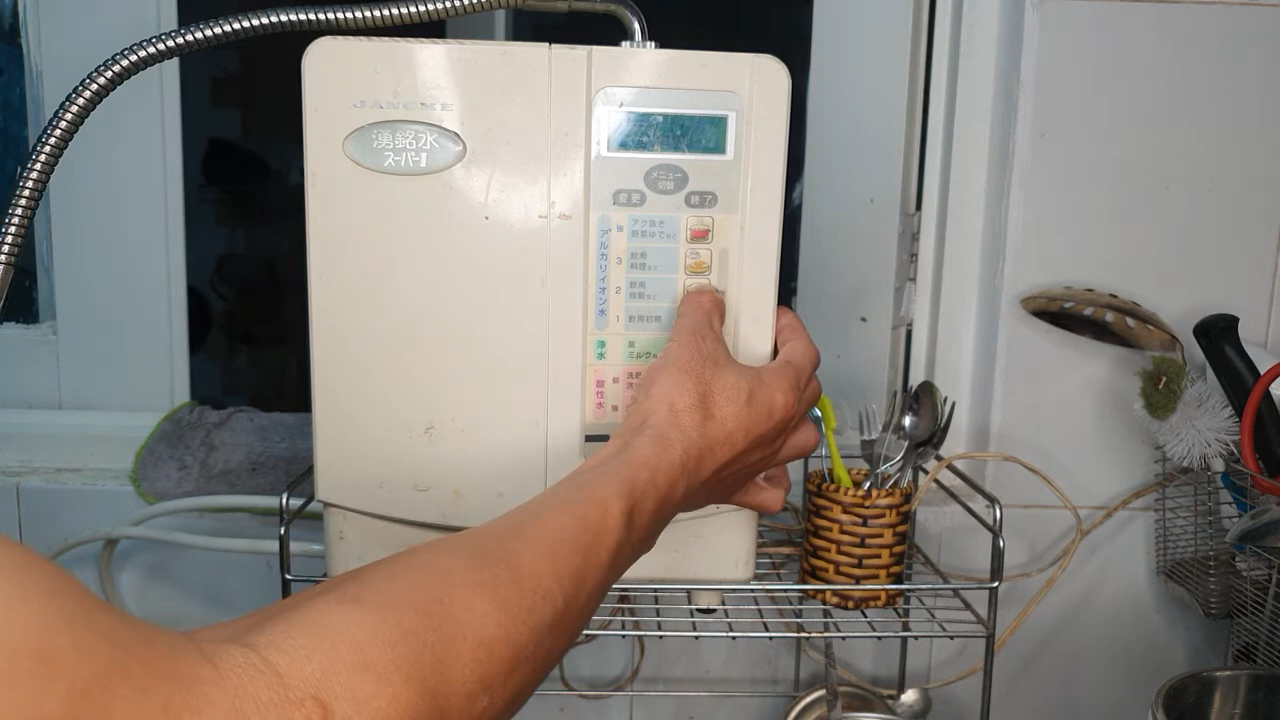 JANOME
湧銘水
スーパーⅡ
メニュー
切替
変更
終了
アルカリイオン水
強
アク抜き
野菜ゆでなど
3
飲用
料理など
2
飲用
炊飯など
1
飲用初期
浄水
薬
ミルク
酸性水
弱
洗
洗
強